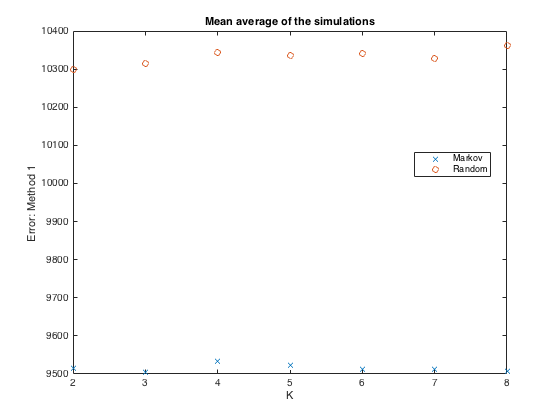 Mean average of the simulations
10400
10300
10200
10100
10000
9900
9800
9700
9600
9500
Error: Method 1
Markov
Random
2 3 4 5 6 7 8
K